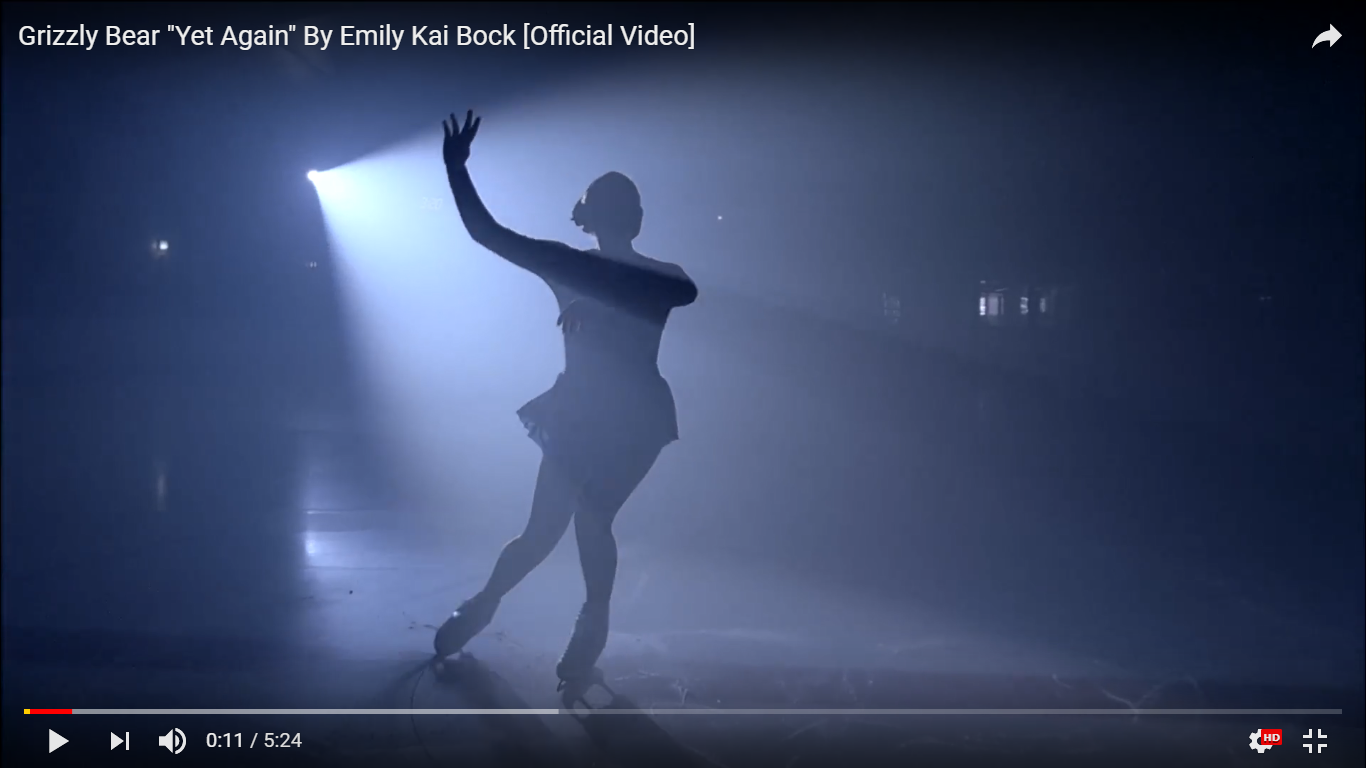 Grizzly Bear "Yet Again" By Emily Kai Bock [Official Video]
0:11 / 5:24
HD